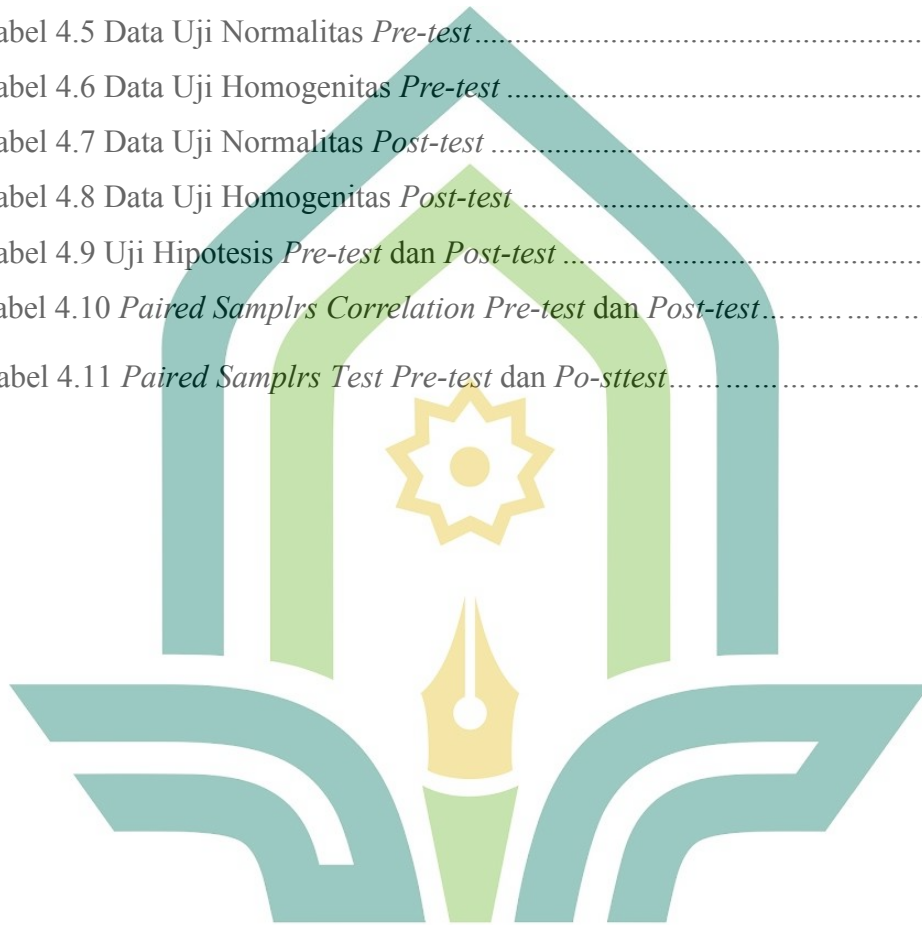 abel 4.5 Data Uji Normalitas Pre-test
abel 4.6 Data Uji Homogenitas Pre-test
abel 4.7 Data Uji Normalitas Post-test
abel 4.8 Data Uji Homogenitas Post-test
abel 4.9 Uji Hipotesis Pre-test dan Post-test
abel 4.10 Paired Samplrs Correlation Pre-test dan Post-test
abel 4.11 Paired Samplrs Test Pre-test dan Po-sttest